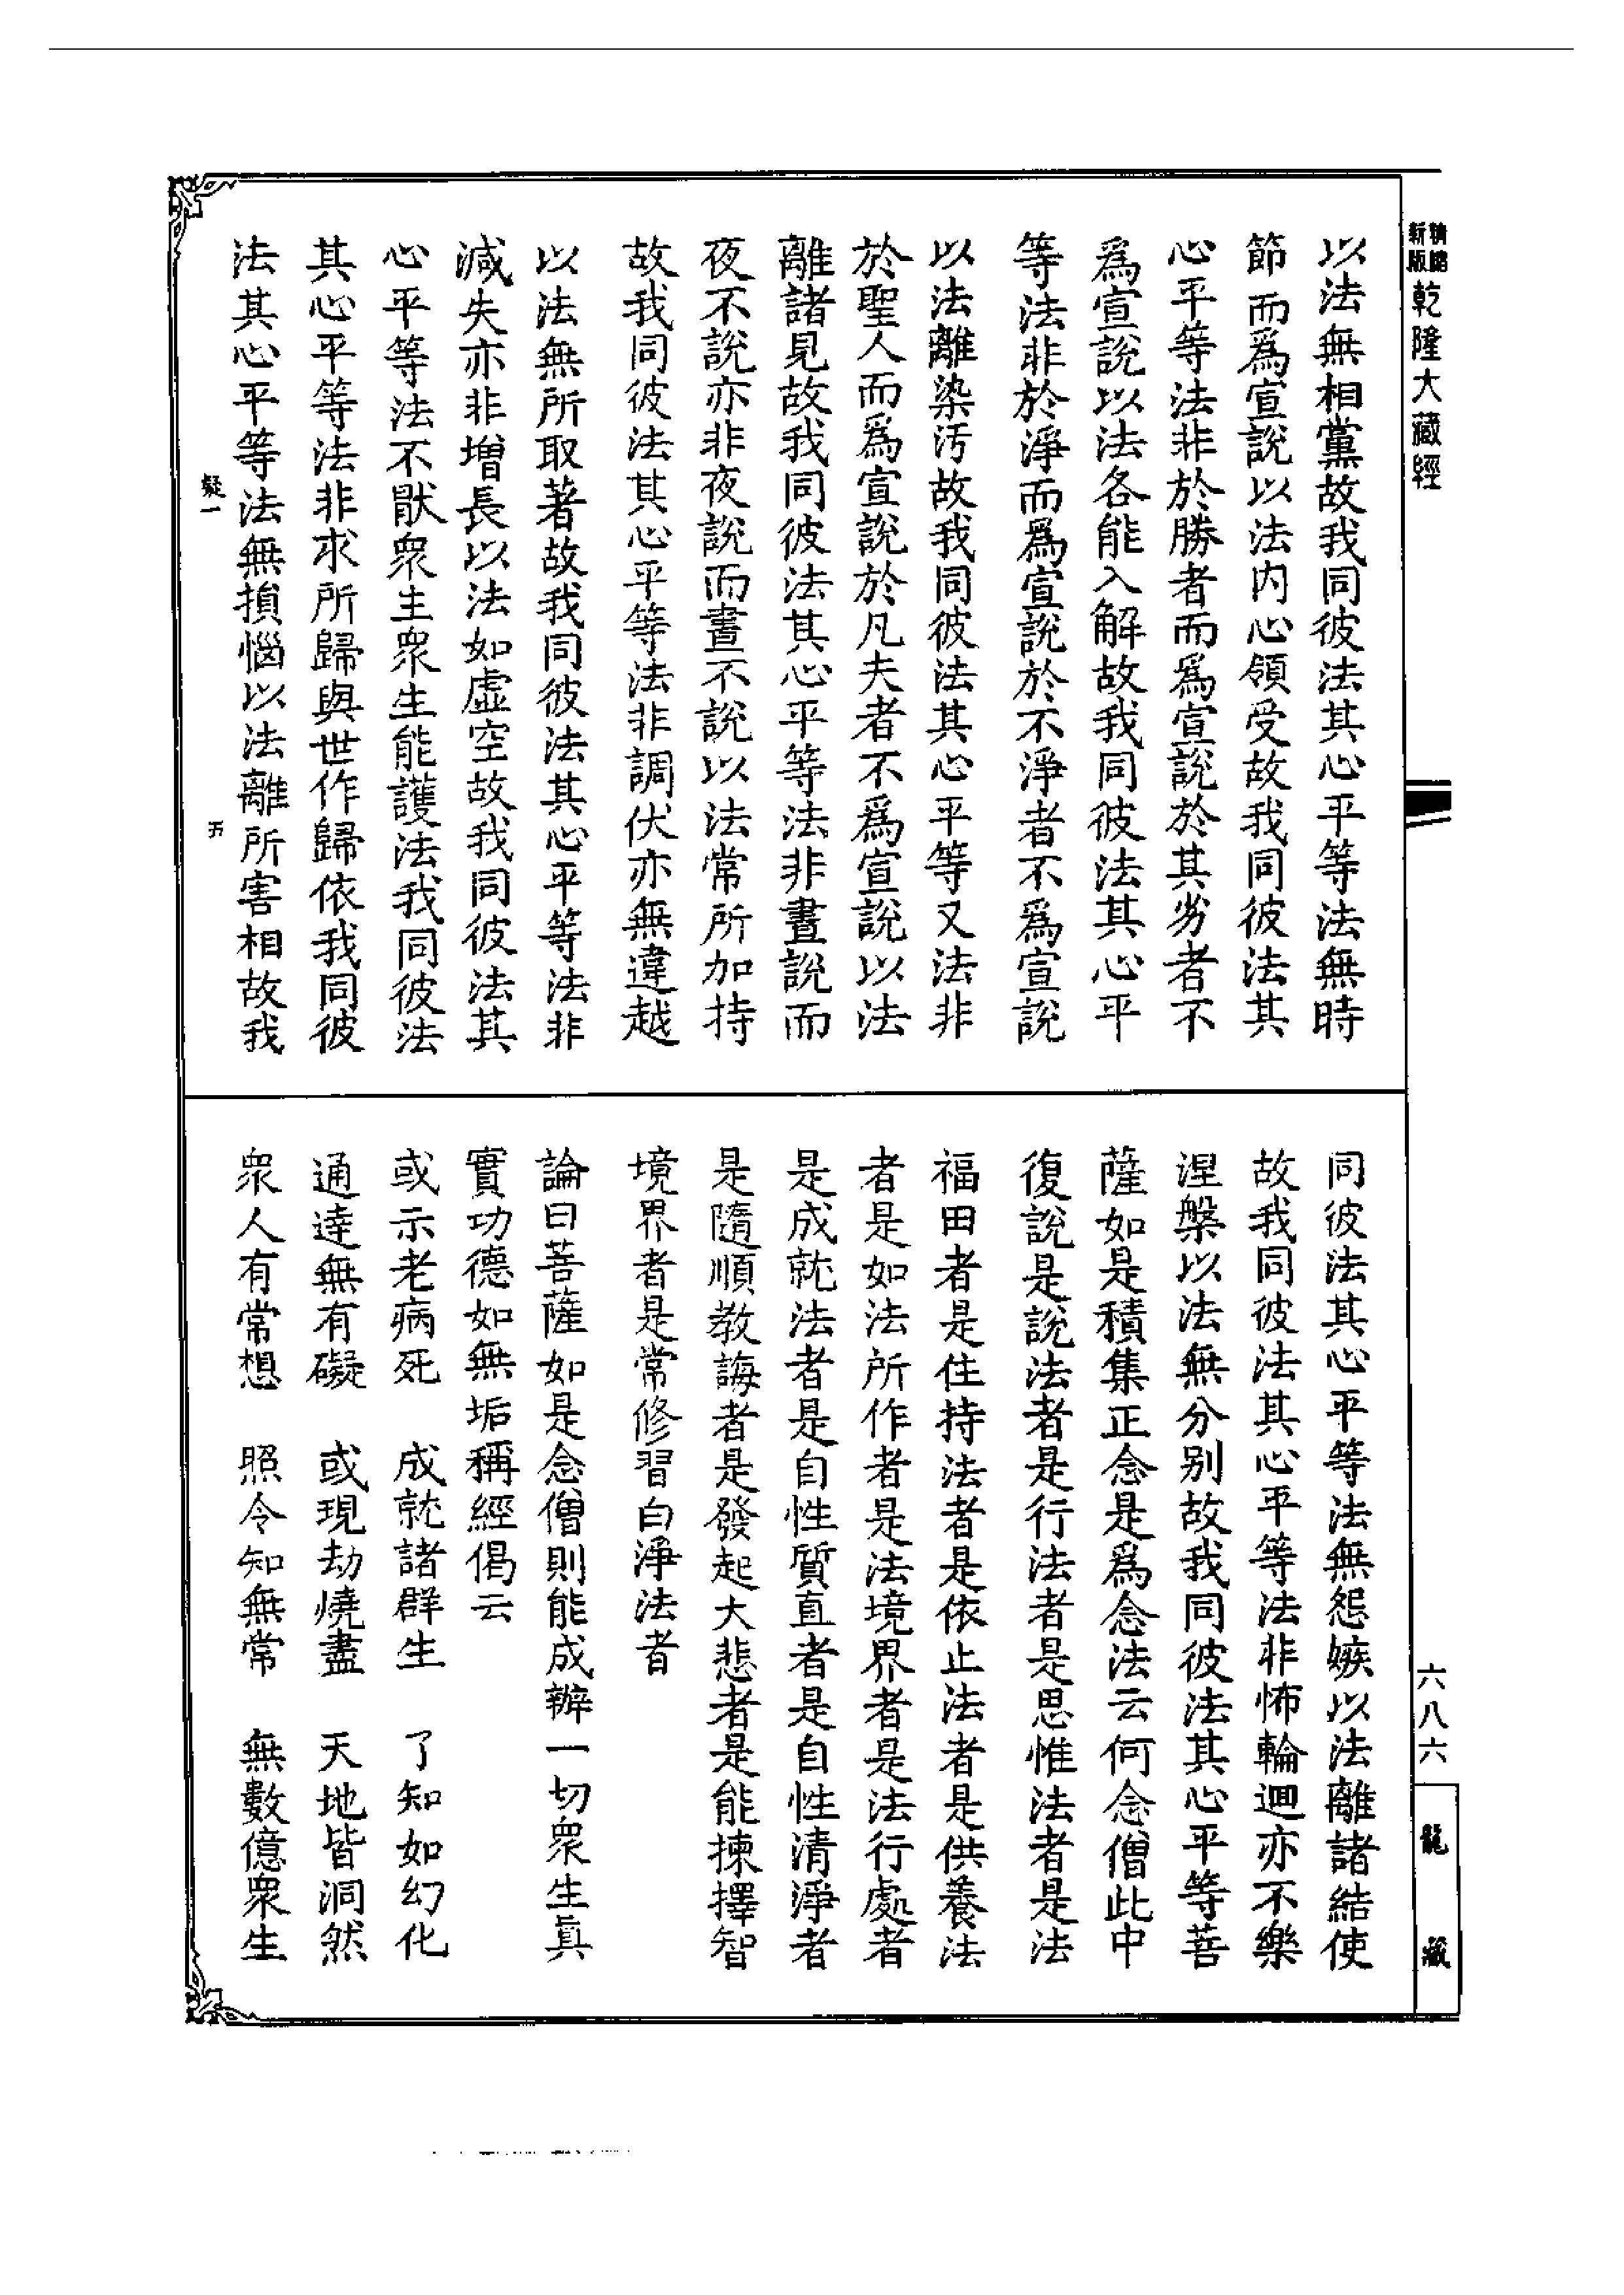 精縮
新版
乾隆大藏經
以法無相黨故我同彼法其心平等法無時
節而爲宣說以法内心領受故我同彼法其
心平等法非於勝者而爲宣說於其劣者不
爲宣說以法各能入解故我同彼法其心平
等法非於淨而爲宣說於不淨者不爲宣說
以法離染污故我同彼法其心平等又法非
於聖人而爲宣說於凡夫者不爲宣說以法
離諸見故我同彼法其心平等法非晝說而
夜不說亦非夜說而晝不說以法常所加持
故我同彼法其心平等法非調伏亦無違越
以法無所取著故我同彼法其心平等法非
減失亦非增長以法如虛空故我同彼法其
心平等法不猒衆生衆生能護法我同彼法
其心平等法非求所歸與世作歸依我同彼
法其心平等法無損惱以法離所害相故我
疑一
五
同彼法其心平等法無怨嫉以法離諸結使
故我同彼法其心平等法非怖輪迴亦不樂
涅槃以法無分別故我同彼法其心平等菩
薩如是積集正念是爲念法云何念僧此中
復說是說法者是行法者是思惟法者是法
福田者是住持法者是依止法者是供養法
者是如法所作者是法境界者是法行處者
是成就法者是自性質直者是自性清淨者
是隨順教誨者是發起大悲者是能揀擇智
境界者是常修習白淨法者
論曰菩薩如是念僧則能成辦一切衆生眞
實功德如無垢稱經偈云
或示老病死　成就諸群生　了知如幻化
通達無有礙　或現劫燒盡　天地皆洞然
衆人有常想　照令知無常　無數億衆生
六八六
龍藏